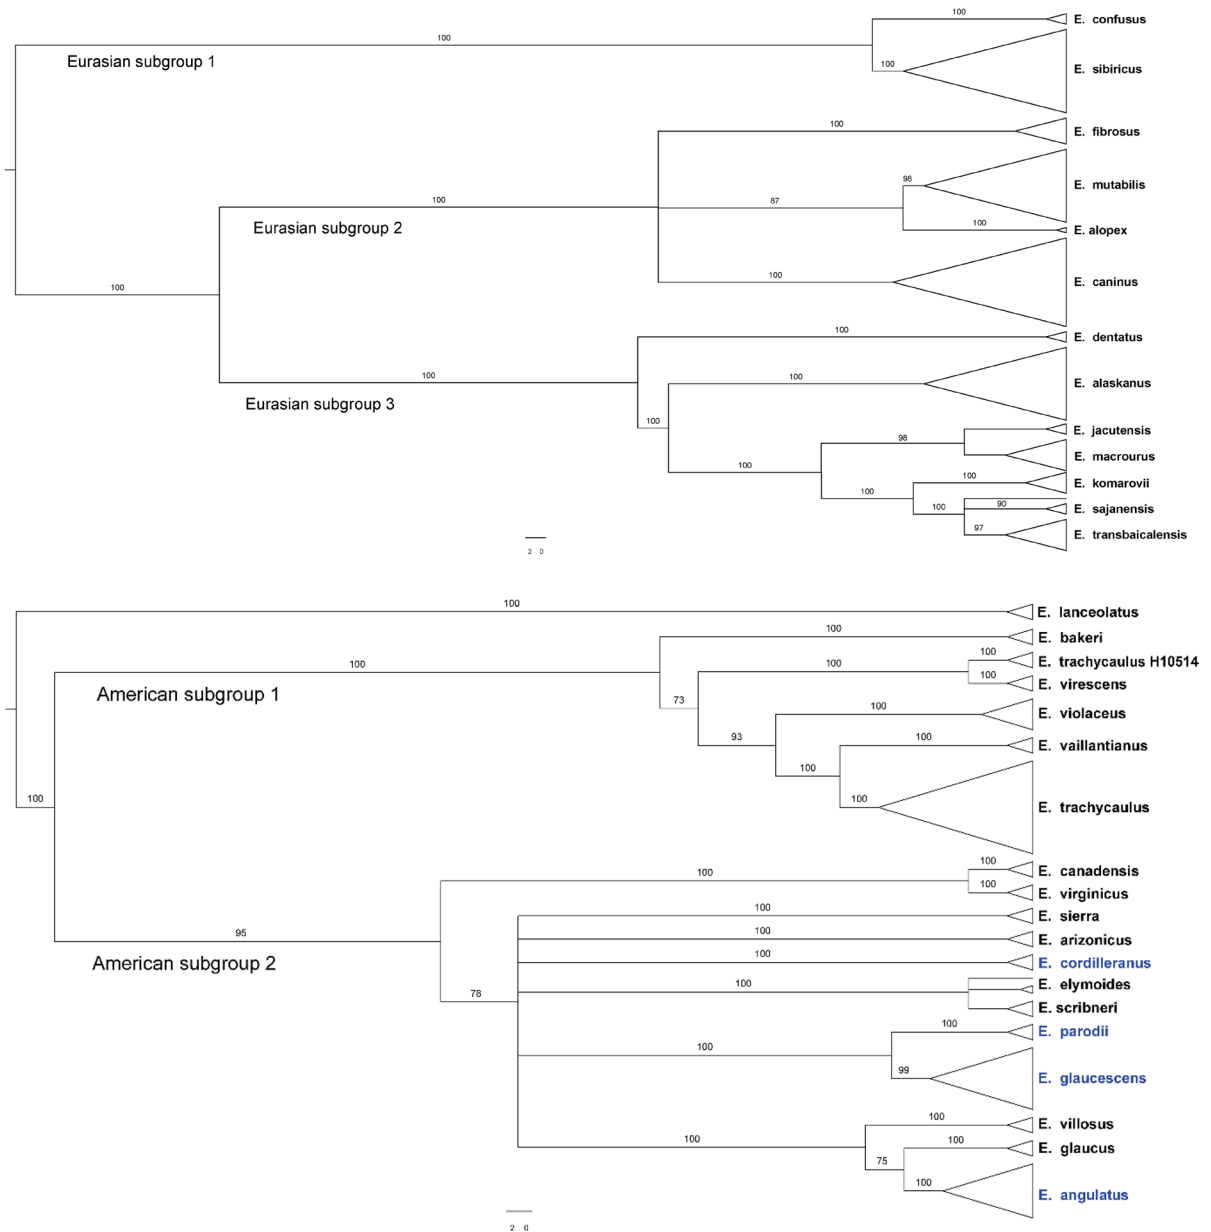 100
E. confusus
100
Eurasian subgroup 1
100
E. sibiricus
100
E. fibrosus
98
E. mutabilis
100
87
Eurasian subgroup 2
100
E. alopex
100
E. caninus
100
100
E. dentatus
100
100
E. alaskanus
Eurasian subgroup 3
100
98
E. jacutensis
E. macrourus
100
100
E. komarovii
100
100
90
E. sajanensis
97
E. transbaicalensis
2.0
100
E. lanceolatus
100
E. bakeri
100
100
100
E. trachycaulus H10514
100
E. virescens
American subgroup 1
73
100
E. violaceus
93
100
E. vaillantianus
100
100
100
E. trachycaulus
100
100
E. canadensis
100
E. virginicus
100
E. sierra
95
100
E. arizonicus
American subgroup 2
100
E. cordilleranus
100
E. elymoides
78
E. scribneri
100
E. parodii
100
99
E. glaucescens
100
E. villosus
100
100
E. glaucus
75
100
E. angulatus
2.0